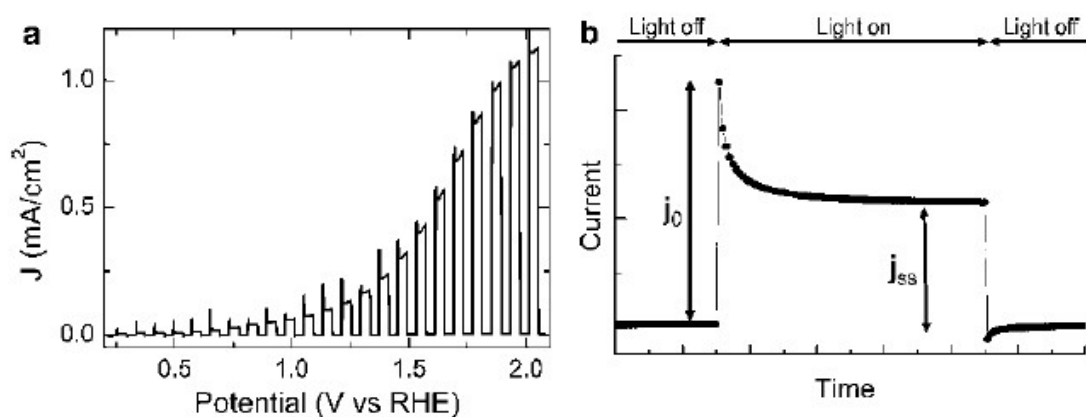 a
1.0
0.5
0.0
J (mA/cm²)
0.5 1.0 1.5 2.0
Potential (V vs RHE)
b
Light off Light on Light off
Current
j₀
jₛₛ
Time